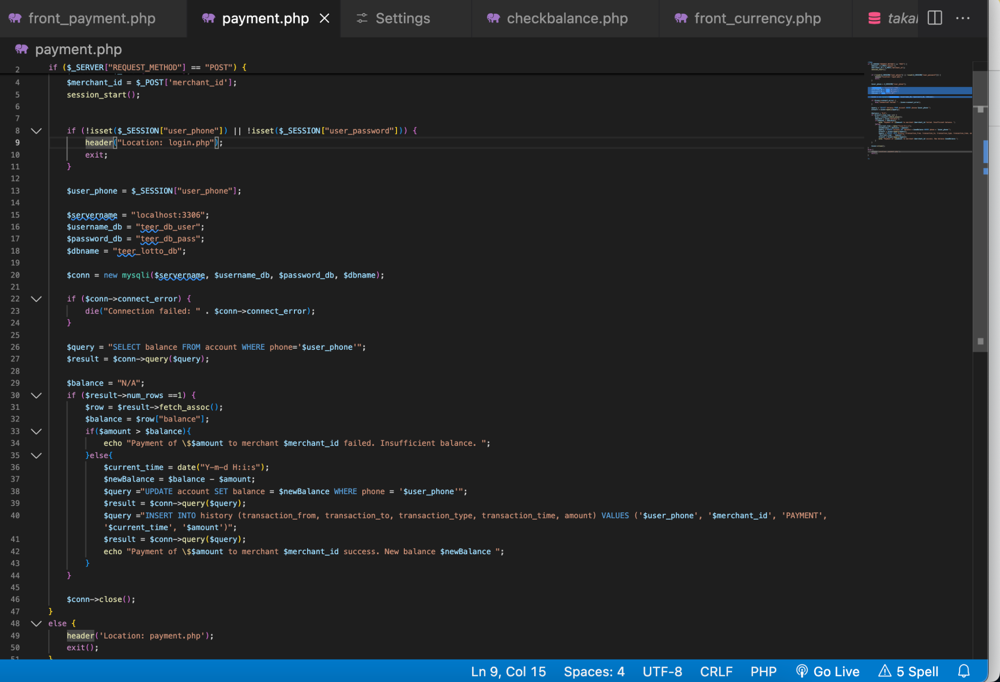 front_payment.php
payment.php
Settings
checkbalance.php
front_currency.php
takal
payment.php
2 if ($_SERVER["REQUEST_METHOD"] == "POST") {
4 $merchant_id = $_POST['merchant_id'];
5 session_start();
6
7
8 if (!isset($_SESSION["user_phone"]) || !isset($_SESSION["user_password"])) {
9 header("Location: login.php");
10 exit;
11 }
12
13 $user_phone = $_SESSION["user_phone"];
14
15 $servername = "localhost:3306";
16 $username_db = "teer_db_user";
17 $password_db = "teer_db_pass";
18 $dbname = "teer_lotto_db";
19
20 $conn = new mysqli($servername, $username_db, $password_db, $dbname);
21
22 if ($conn->connect_error) {
23 die("Connection failed: " . $conn->connect_error);
24 }
25
26 $query = "SELECT balance FROM account WHERE phone='$user_phone'";
27 $result = $conn->query($query);
28
29 $balance = "N/A";
30 if ($result->num_rows ==1) {
31 $row = $result->fetch_assoc();
32 $balance = $row["balance"];
33 if($amount > $balance){
34 echo "Payment of \$$amount to merchant $merchant_id failed. Insufficient balance. ";
35 }else{
36 $current_time = date("Y-m-d H:i:s");
37 $newBalance = $balance - $amount;
38 $query ="UPDATE account SET balance = $newBalance WHERE phone = '$user_phone'";
39 $result = $conn->query($query);
40 $query ="INSERT INTO history (transaction_from, transaction_to, transaction_type, transaction_time, amount) VALUES ('$user_phone', '$merchant_id', 'PAYMENT',
'$current_time', '$amount')";
41 $result = $conn->query($query);
42 echo "Payment of \$$amount to merchant $merchant_id success. New balance $newBalance ";
43 }
44 }
45
46 $conn->close();
47 }
48 else {
49 header('Location: payment.php');
50 exit();
51 }
Ln 9, Col 15 Spaces: 4 UTF-8 CRLF PHP Go Live 5 Spell